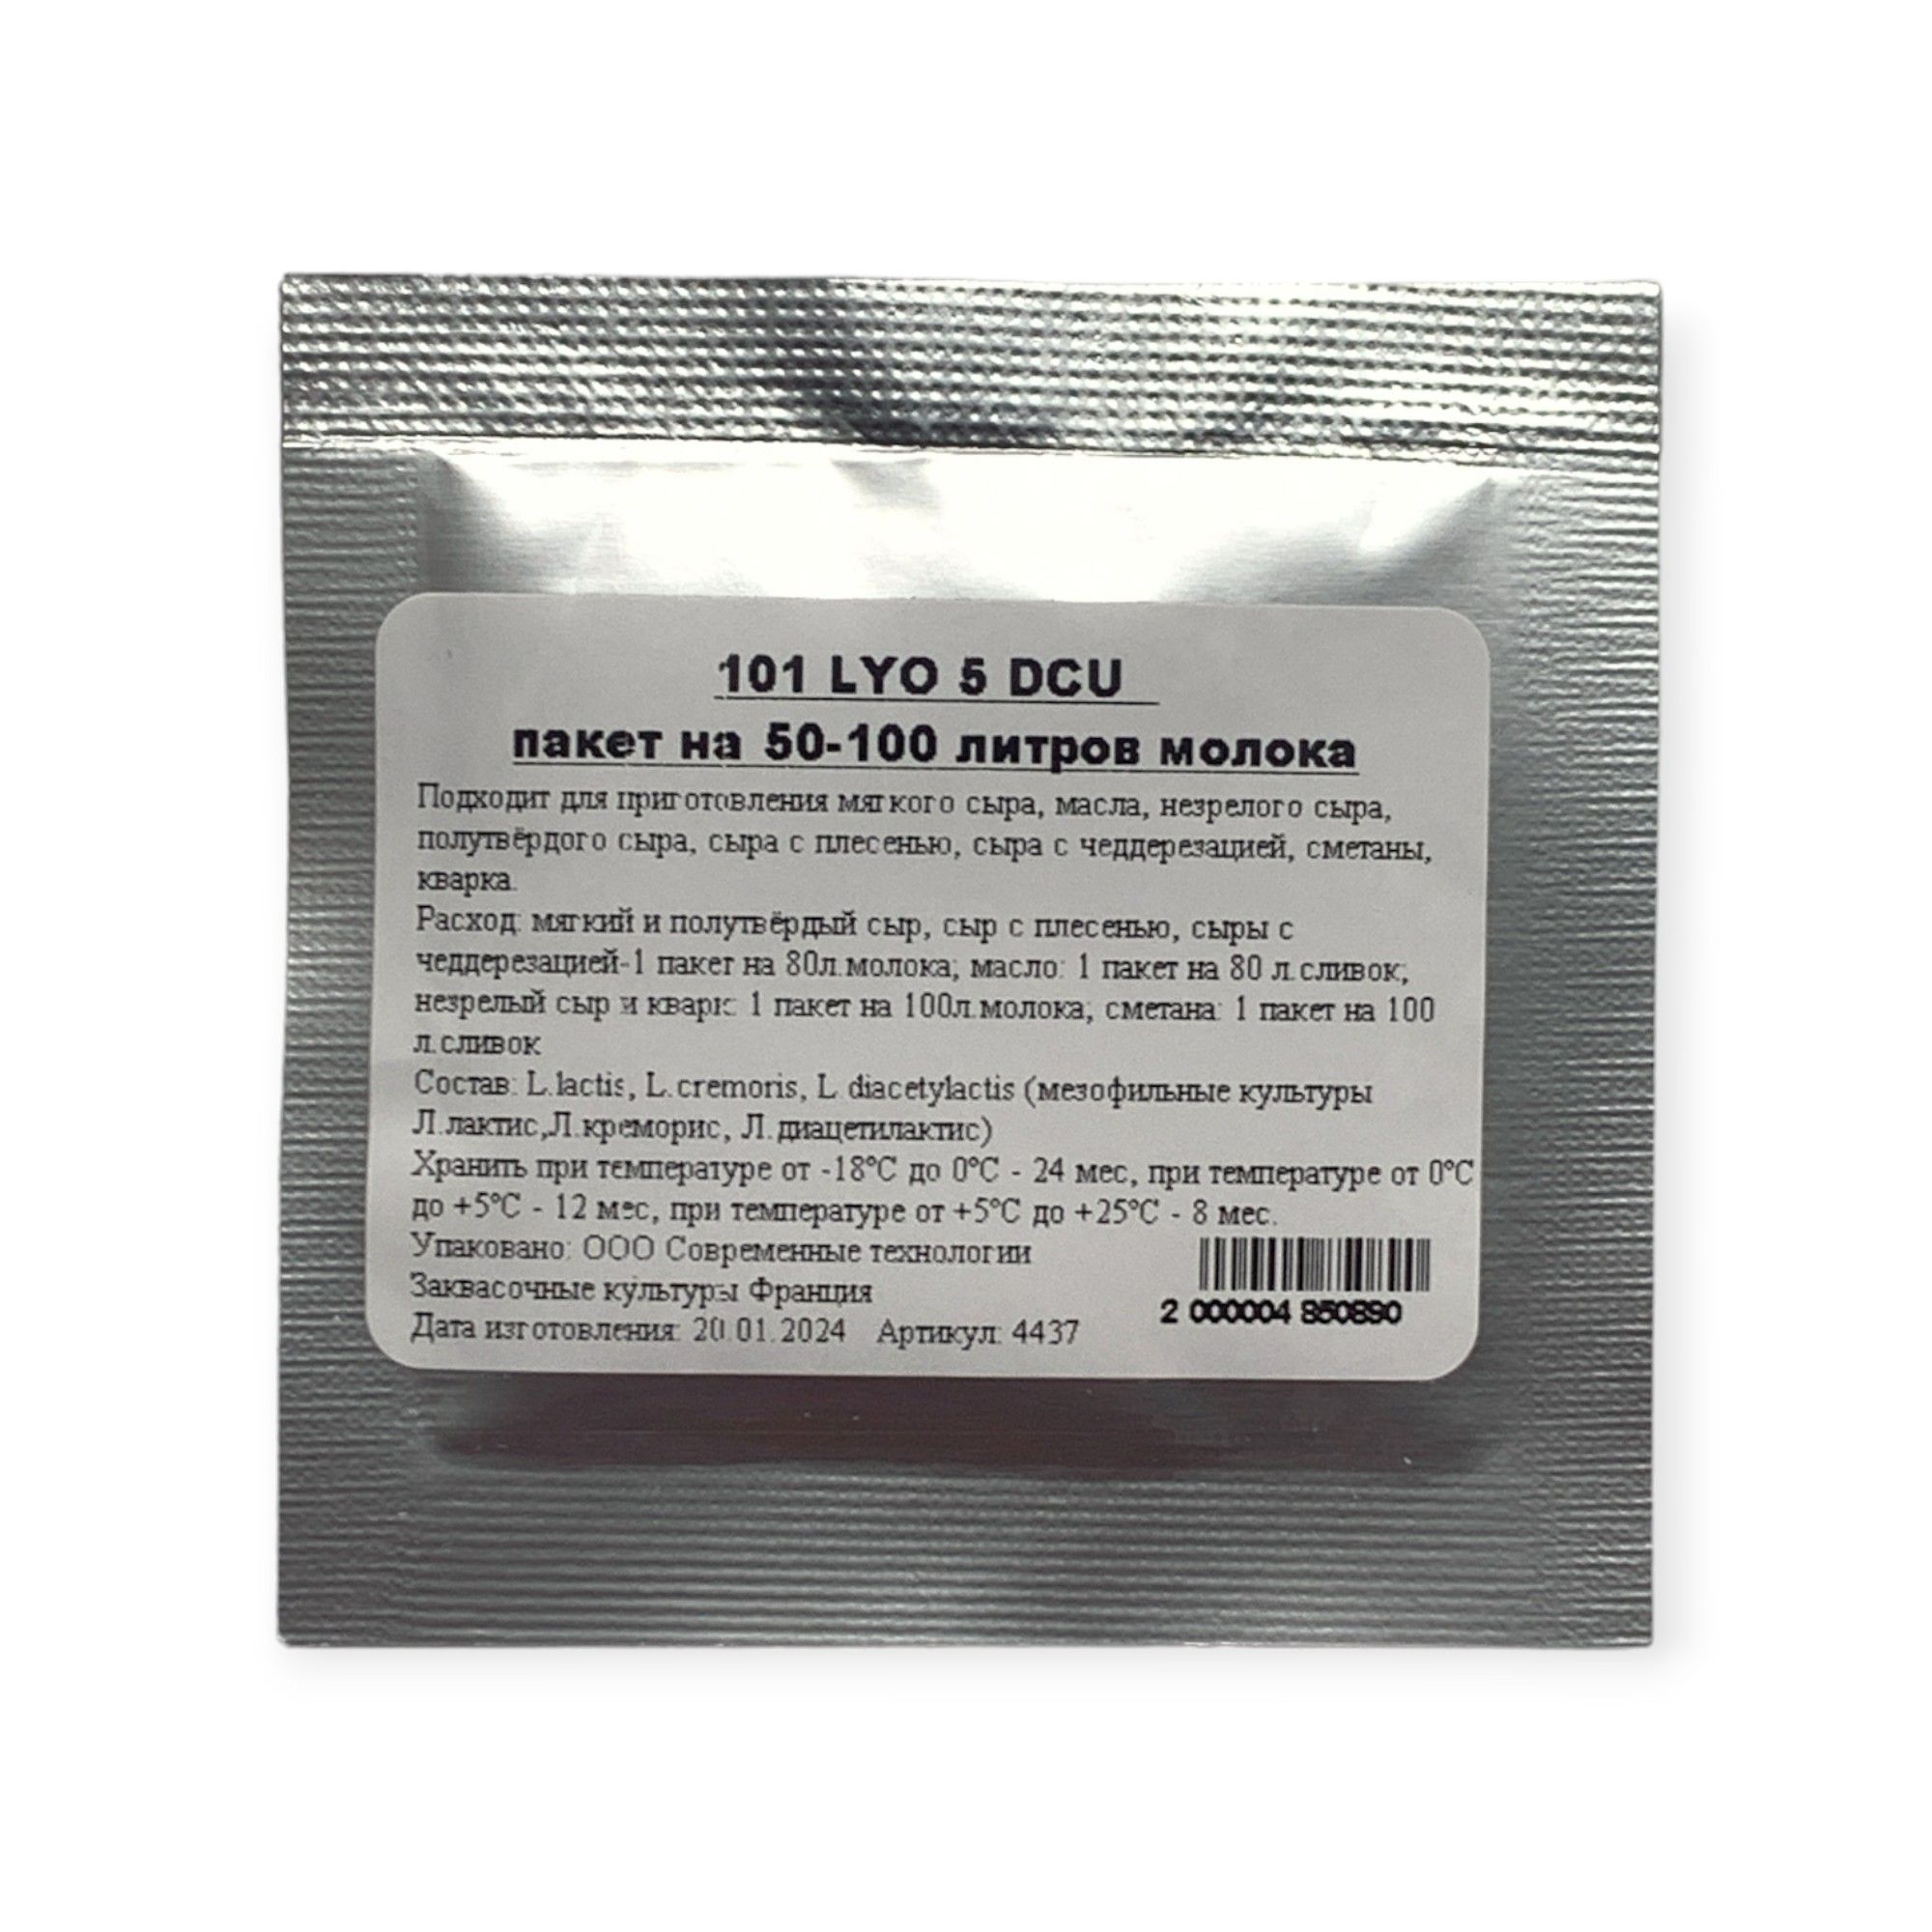 101 LYO 5 DCU
пакет на 50-100 литров молока
Подходит для приготовления мягкого сыра, масла, незрелого сыра,
полутвёрдого сыра, сыра с плесенью, сыра с чеддерезацией, сметаны,
кварка.
Расход: мягкий и полутвёрдый сыр, сыр с плесенью, сыры с
чеддерезацией-1 пакет на 80л.молока; масло: 1 пакет на 80 л.сливок;
незрелый сыр и кварк: 1 пакет на 100л.молока; сметана: 1 пакет на 100
л.сливок
Состав: L.lactis, L.cremoris, L.diacetylactis (мезофильные культуры
Л.лактис,Л.креморис, Л.диацетилактис)
Хранить при температуре от -18°С до 0°С - 24 мес, при температуре от 0°С
до +5°С - 12 мес, при температуре от +5°С до +25°С - 8 мес.
Упаковано: ООО Современные технологии
Заквасочные культуры Франция
Дата изготовления: 20.01.2024 Артикул: 4437
2 000004 850890